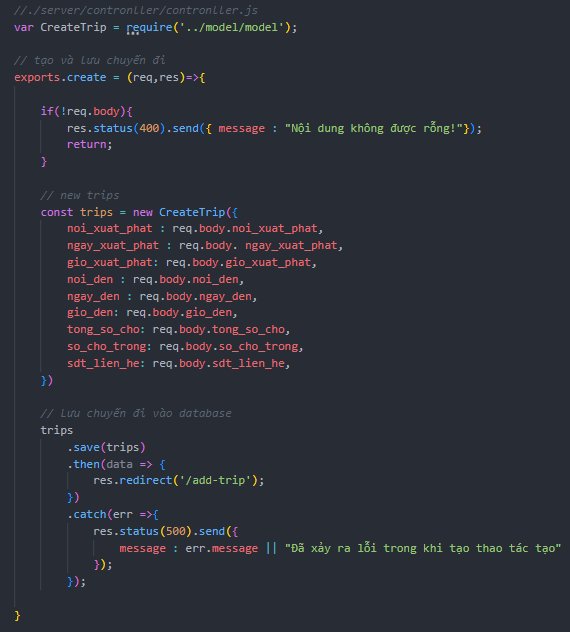 //./server/contronller/contronller.js
var CreateTrip = require('../model/model');
// tạo và lưu chuyến đi
exports.create = (req,res)=>{
if(!req.body){
res.status(400).send({ message : "Nội dung không được rỗng!"});
return;
}
// new trips
const trips = new CreateTrip({
noi_xuat_phat : req.body.noi_xuat_phat,
ngay_xuat_phat : req.body. ngay_xuat_phat,
gio_xuat_phat: req.body.gio_xuat_phat,
noi_den : req.body.noi_den,
ngay_den : req.body.ngay_den,
gio_den: req.body.gio_den,
tong_so_cho: req.body.tong_so_cho,
so_cho_trong: req.body.so_cho_trong,
sdt_lien_he: req.body.sdt_lien_he,
})
// Lưu chuyến đi vào database
trips
.save(trips)
.then(data => {
res.redirect('/add-trip');
})
.catch(err =>{
res.status(500).send({
message : err.message || "Đã xảy ra lỗi trong khi tạo thao tác tạo"
});
});
}